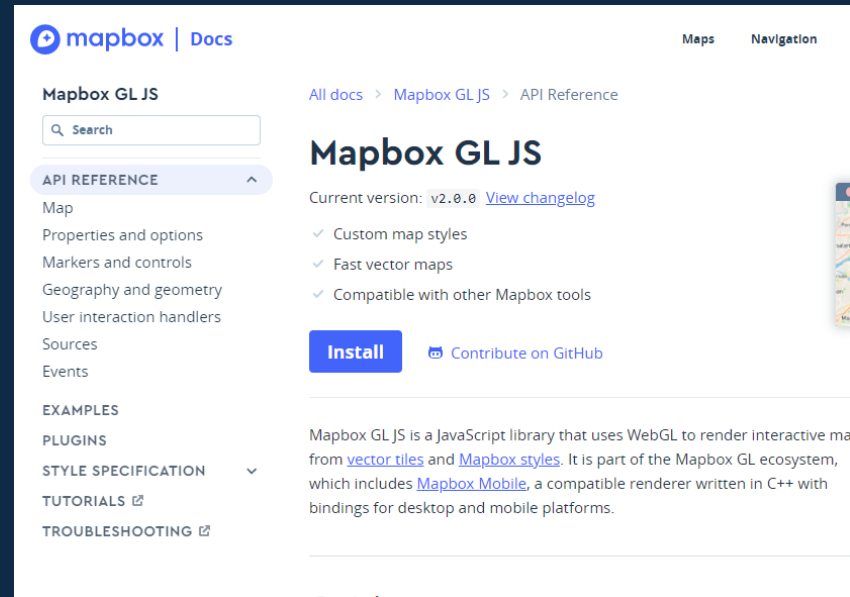 mapbox | Docs
Maps
Navigation
Mapbox GL JS
Search
API REFERENCE
Map
Properties and options
Markers and controls
Geography and geometry
User interaction handlers
Sources
Events
EXAMPLES
PLUGINS
STYLE SPECIFICATION
TUTORIALS
TROUBLESHOOTING
All docs > Mapbox GL JS > API Reference
Mapbox GL JS
Current version: v2.0.0 View changelog
Custom map styles
Fast vector maps
Compatible with other Mapbox tools
Install
Contribute on GitHub
Mapbox GL JS is a JavaScript library that uses WebGL to render interactive ma
from vector tiles and Mapbox styles. It is part of the Mapbox GL ecosystem,
which includes Mapbox Mobile, a compatible renderer written in C++ with
bindings for desktop and mobile platforms.